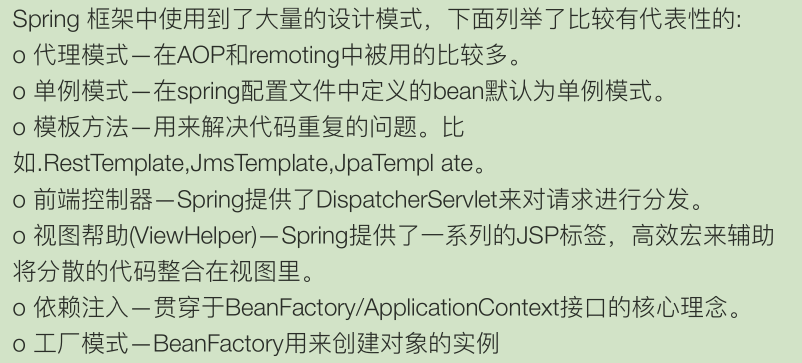 Spring 框架中使用到了大量的设计模式，下面列举了比较有代表性的:
o 代理模式—在AOP和remoting中被用的比较多。
o 单例模式—在spring配置文件中定义的bean默认为单例模式。
o 模板方法—用来解决代码重复的问题。比
如.RestTemplate,JmsTemplate,JpaTempl ate。
o 前端控制器—Spring提供了DispatcherServlet来对请求进行分发。
o 视图帮助(ViewHelper)—Spring提供了一系列的JSP标签，高效宏来辅助
将分散的代码整合在视图里。
o 依赖注入—贯穿于BeanFactory/ApplicationContext接口的核心理念。
o 工厂模式—BeanFactory用来创建对象的实例